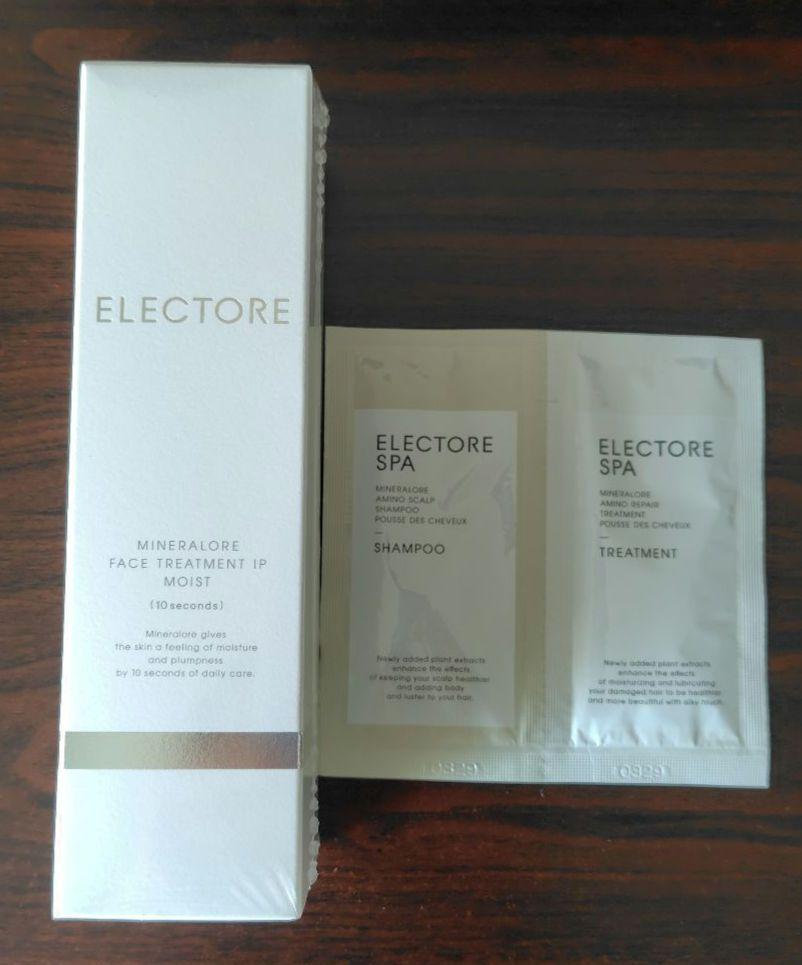 ELECTORE
MINERALORE
FACE TREATMENT IP
MOIST
(10seconds)
Mineralore gives
the skin a feeling of moisture
and plumpness
by 10 seconds of daily care.
ELECTORE
SPA
MINERALORE
AMINO SCALP
SHAMPOO
POUSSE DES CHEVEUX
SHAMPOO
Newly added plant extracts
enhance the effects
of keeping your scalp healthier
and adding body
and luster to your hair.
0329
ELECTORE
SPA
MINERALORE
AMINO REPAIR
TREATMENT
POUSSE DES CHEVEUX
TREATMENT
Newly added plant extracts
enhance the effects
of moisturizing and lubricating
your damaged hair to be healthier
and more beautiful with silky touch.
0329